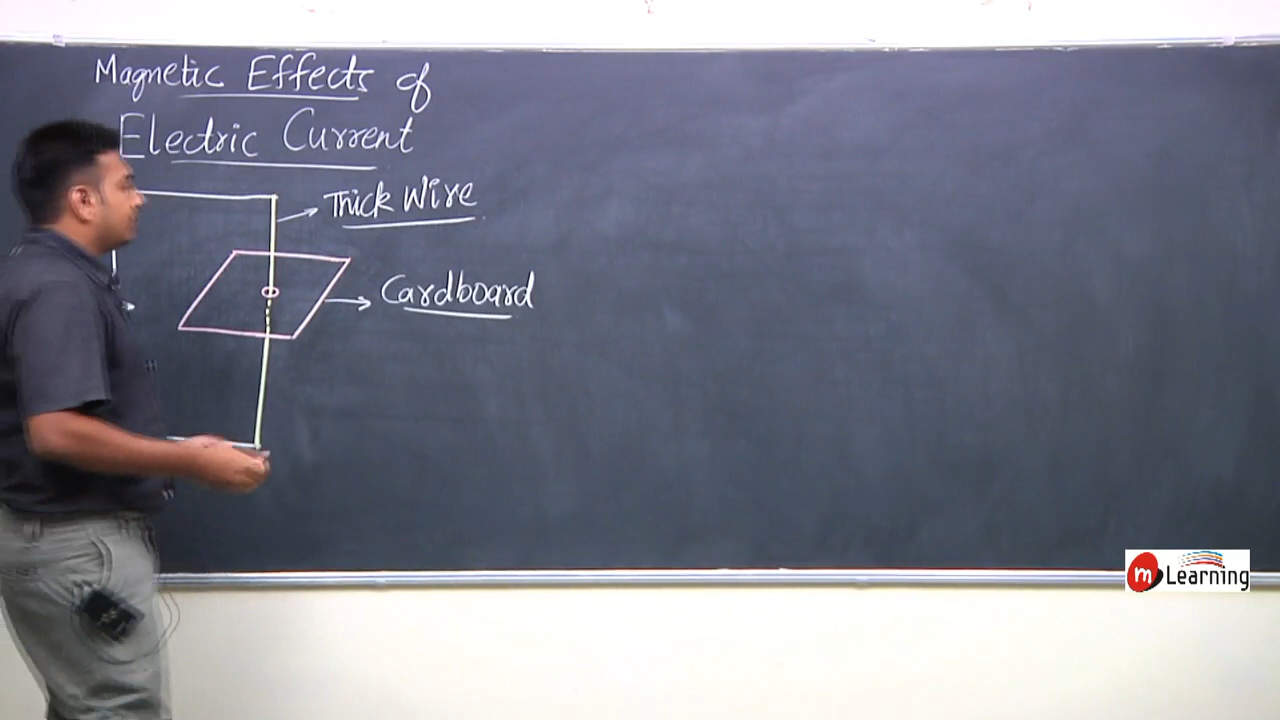 Magnetic Effects of
Electric Current
Thick Wire
Cardboard
m Learning